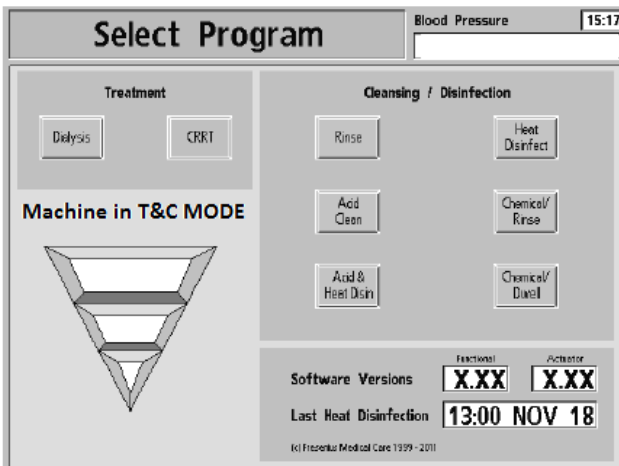 Select Program
Blood Pressure
15:17
Treatment
Dialysis
CRRT
Machine in T&C MODE
Cleansing / Disinfection
Rinse
Heat
Disinfect
Acid
Clean
Chemical/
Rinse
Acid &
Heat Disin
Chemical/
Dwell
Functional
Actuator
Software Versions
X.XX
X.XX
Last Heat Disinfection
13:00 NOV 18
(c) Fresenius Medical Care 1999 - 2011